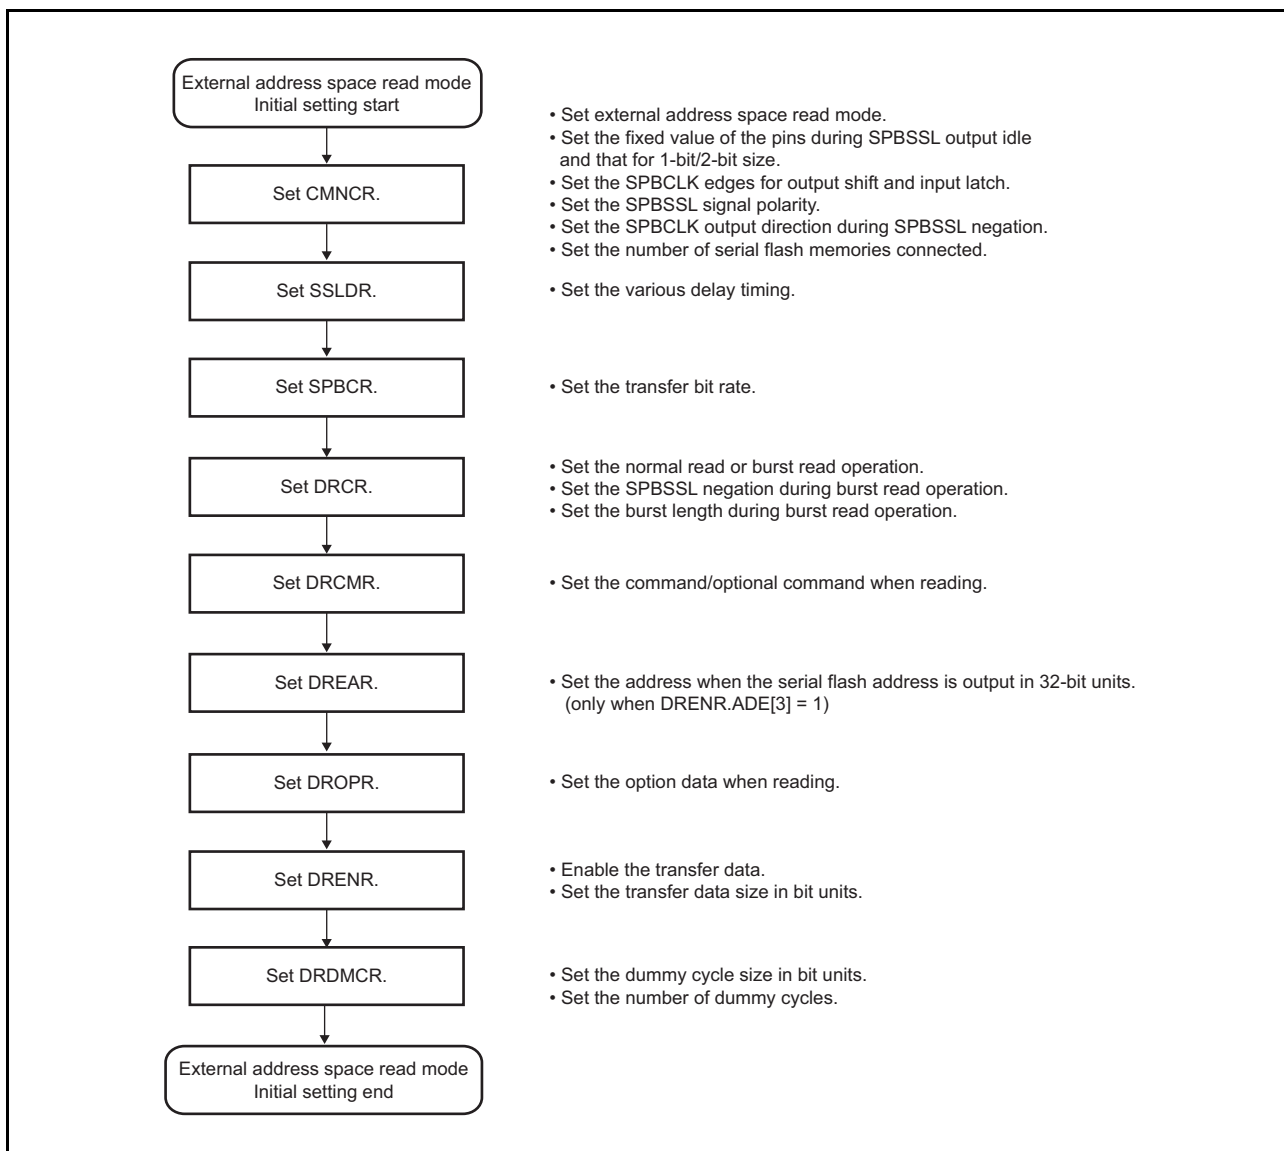 External address space read mode
Initial setting start
• Set external address space read mode.
• Set the fixed value of the pins during SPBSSL output idle
and that for 1-bit/2-bit size.
• Set the SPBCLK edges for output shift and input latch.
• Set the SPBSSL signal polarity.
• Set the SPBCLK output direction during SPBSSL negation.
• Set the number of serial flash memories connected.
Set CMNCR.
Set SSLDR.
• Set the various delay timing.
Set SPBCR.
• Set the transfer bit rate.
Set DRCR.
• Set the normal read or burst read operation.
• Set the SPBSSL negation during burst read operation.
• Set the burst length during burst read operation.
Set DRCMR.
• Set the command/optional command when reading.
Set DREAR.
• Set the address when the serial flash address is output in 32-bit units.
(only when DRENR.ADE[3] = 1)
Set DROPR.
• Set the option data when reading.
Set DRENR.
• Enable the transfer data.
• Set the transfer data size in bit units.
Set DRDMCR.
• Set the dummy cycle size in bit units.
• Set the number of dummy cycles.
External address space read mode
Initial setting end